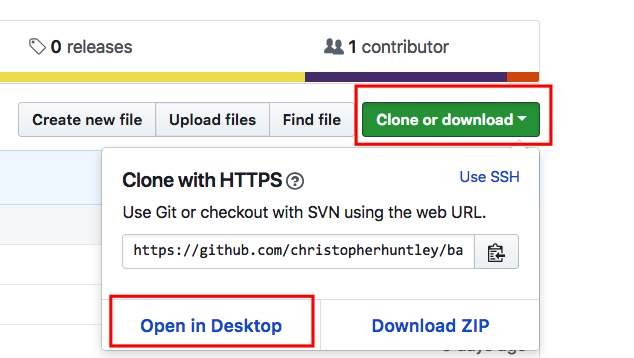 0 releases
1 contributor
Create new file
Upload files
Find file
Clone or download
Clone with HTTPS ?
Use SSH
Use Git or checkout with SVN using the web URL.
https://github.com/christopherhuntley/ba
Open in Desktop
Download ZIP
days ago